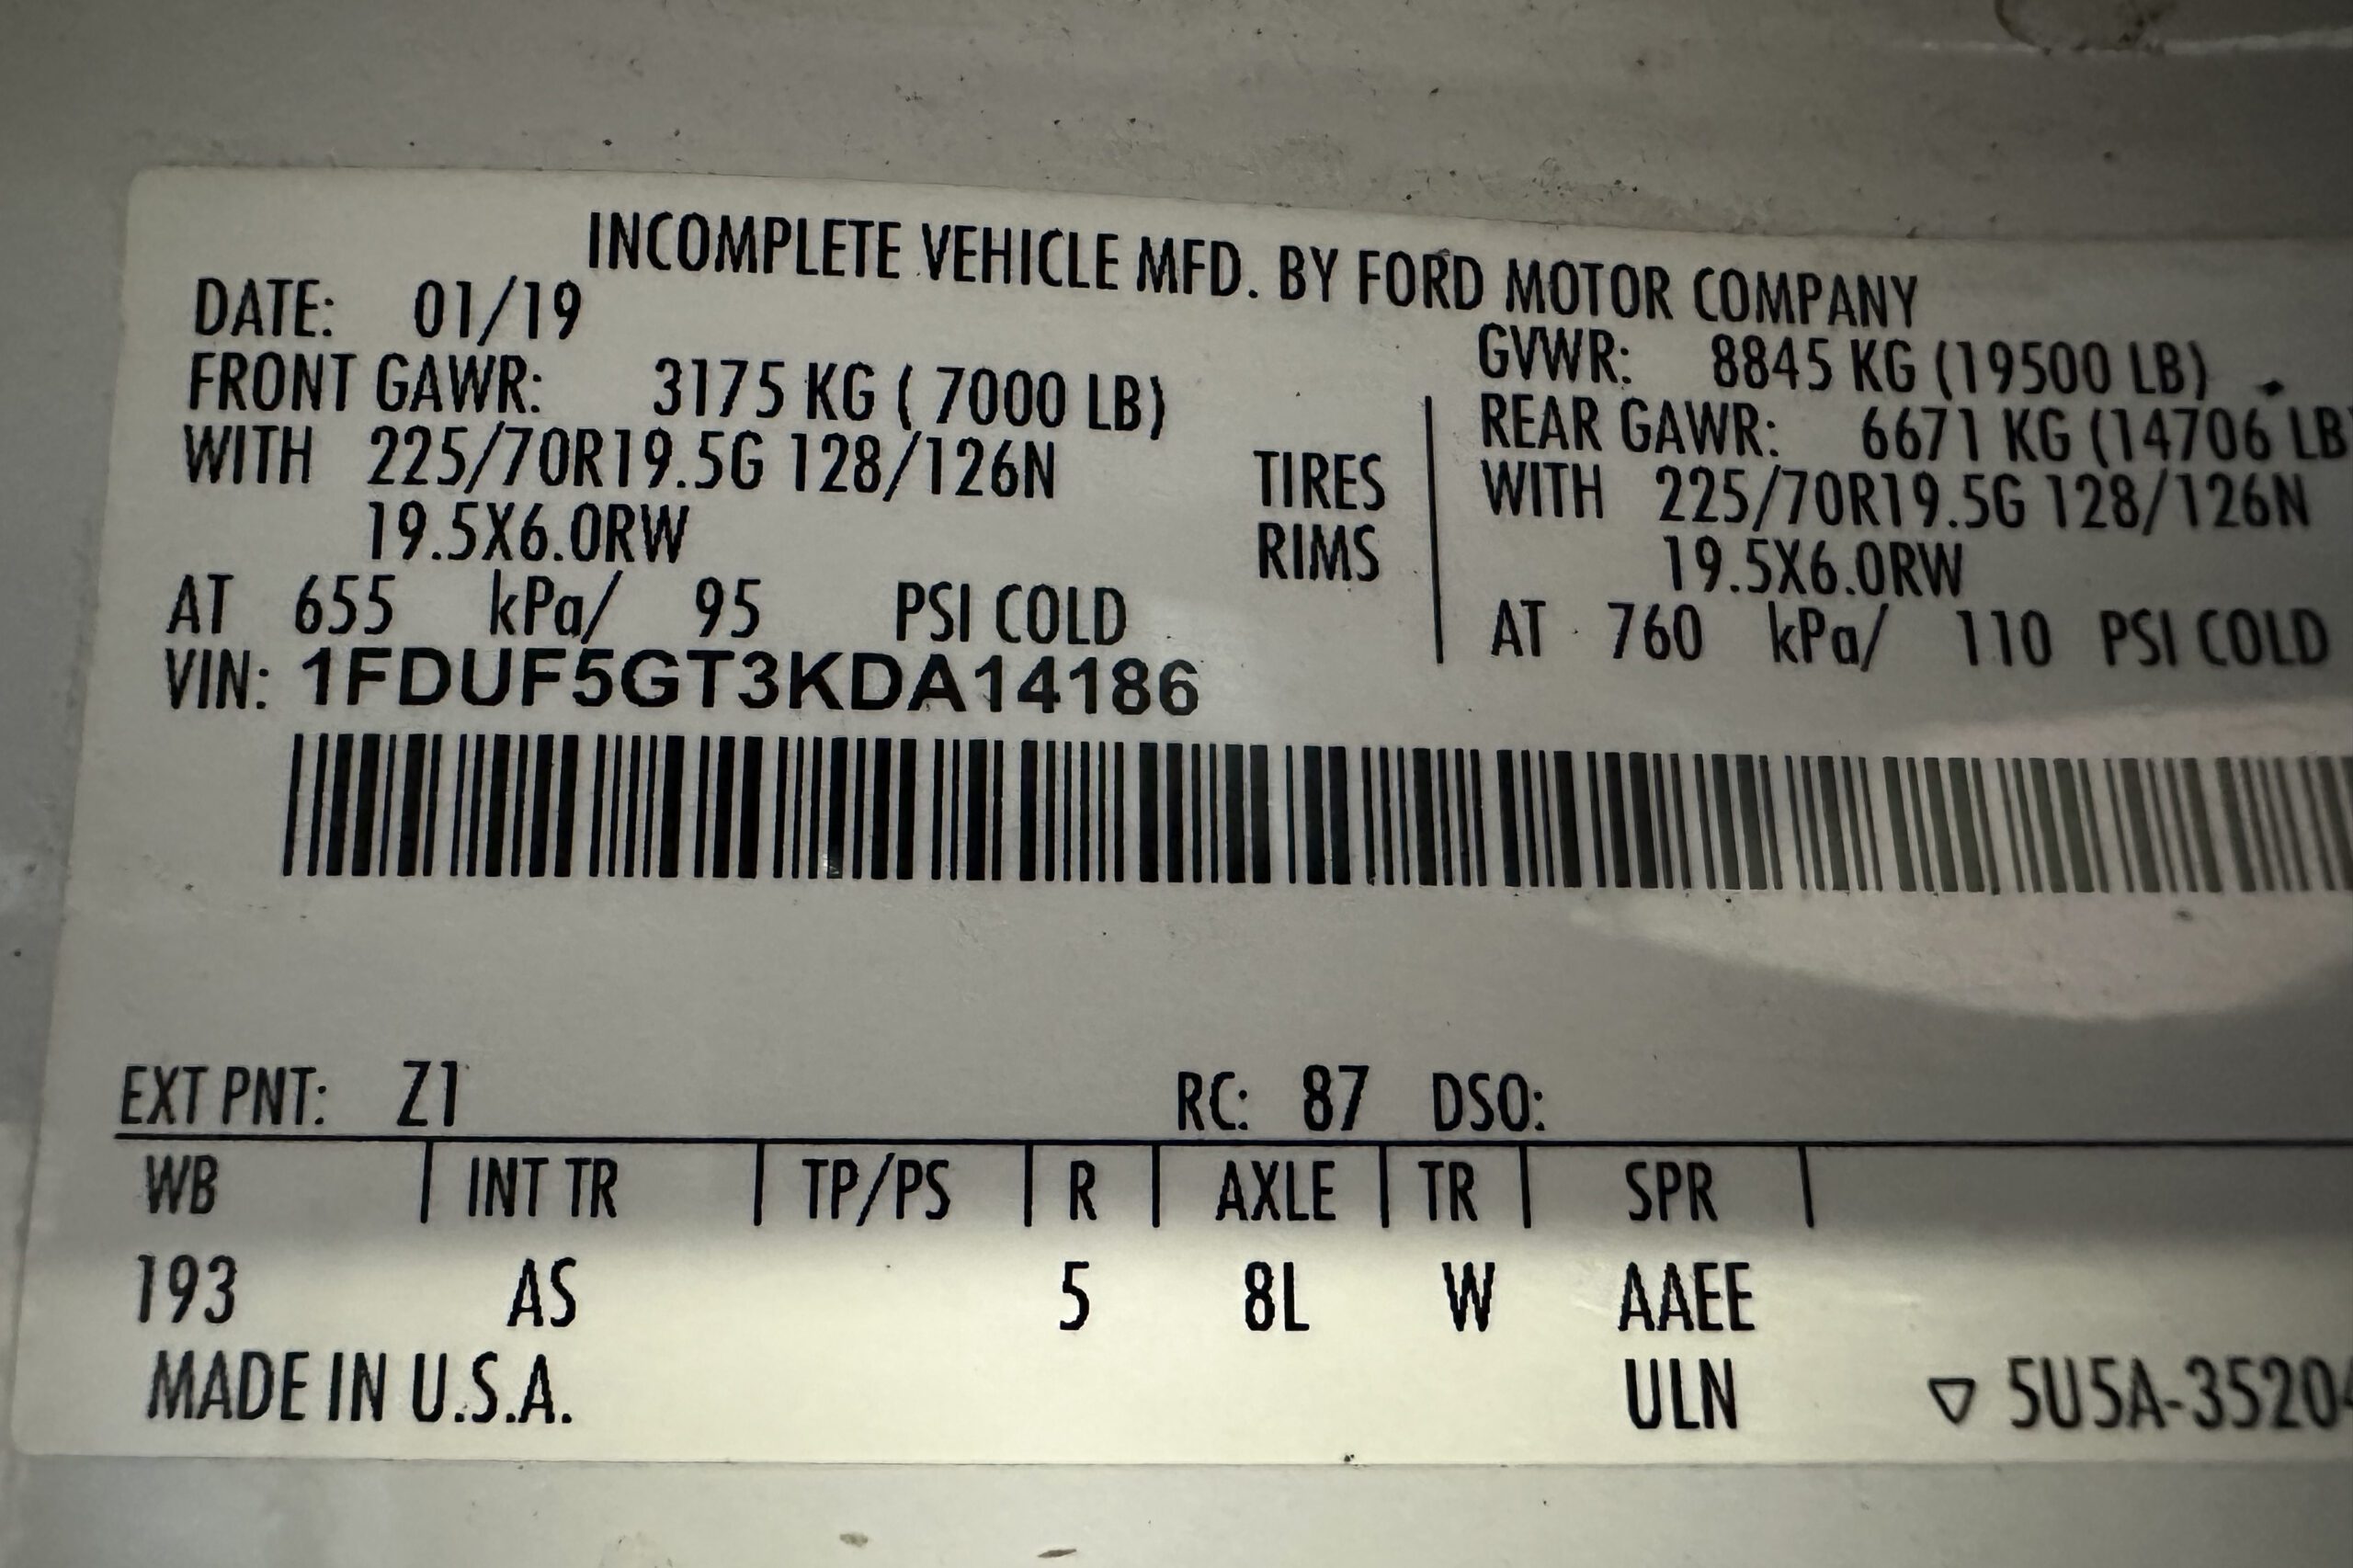 INCOMPLETE VEHICLE MFD. BY FORD MOTOR COMPANY
DATE: 01/19
GVWR: 8845 KG (19500 LB)
FRONT GAWR: 3175 KG ( 7000 LB)
REAR GAWR: 6671 KG (14706 LB
WITH 225/70R19.5G 128/126N TIRES WITH 225/70R19.5G 128/126N
19.5X6.0RW RIMS 19.5X6.0RW
AT 655 kPa/ 95 PSI COLD AT 760 kPa/ 110 PSI COLD
VIN: 1FDUF5GT3KDA14186
EXT PNT: Z1 RC: 87 DSO:
WB INT TR TP/PS R AXLE TR SPR
193 AS 5 8L W AAEE
MADE IN U.S.A. ULN ▽ 5U5A-3520